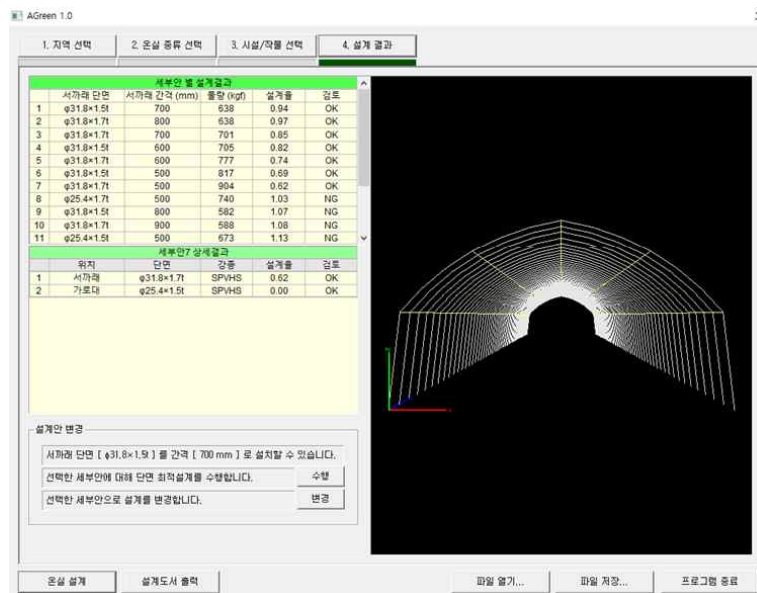 AGreen 1.0
1. 지역 선택 2. 온실 종류 선택 3. 시설/작물 선택 4. 설계 결과
세부안 별 설계결과
서까래 단면 서까래 간격 (mm) 물량 (kgf) 설계율 검토
1 φ31.8×1.5t 700 638 0.94 OK
2 φ31.8×1.7t 800 638 0.97 OK
3 φ31.8×1.7t 700 701 0.85 OK
4 φ31.8×1.5t 600 705 0.82 OK
5 φ31.8×1.7t 600 777 0.74 OK
6 φ31.8×1.5t 500 817 0.69 OK
7 φ31.8×1.7t 500 904 0.62 OK
8 φ25.4×1.7t 500 740 1.03 NG
9 φ31.8×1.5t 800 582 1.07 NG
10 φ31.8×1.7t 900 588 1.08 NG
11 φ25.4×1.5t 500 673 1.13 NG
세부안7 상세결과
위치 단면 강종 설계율 검토
1 서까래 φ31.8×1.7t SPVHS 0.62 OK
2 가로대 φ25.4×1.5t SPVHS 0.00 OK
설계안 변경
서까래 단면 [ φ31.8×1.5t ] 를 간격 [ 700 mm ] 로 설치할 수 있습니다.
선택한 세부안에 대해 단면 최적설계를 수행합니다. 수행
선택한 세부안으로 설계를 변경합니다. 변경
온실 설계 설계도서 출력 파일 열기... 파일 저장... 프로그램 종료